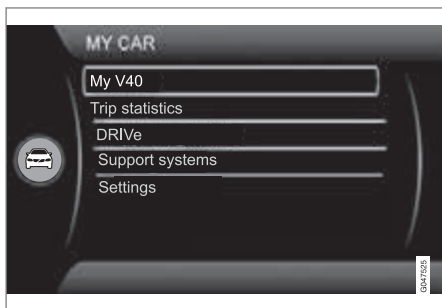 MY CAR
My V40
Trip statistics
DRIVe
Support systems
Settings
G047525